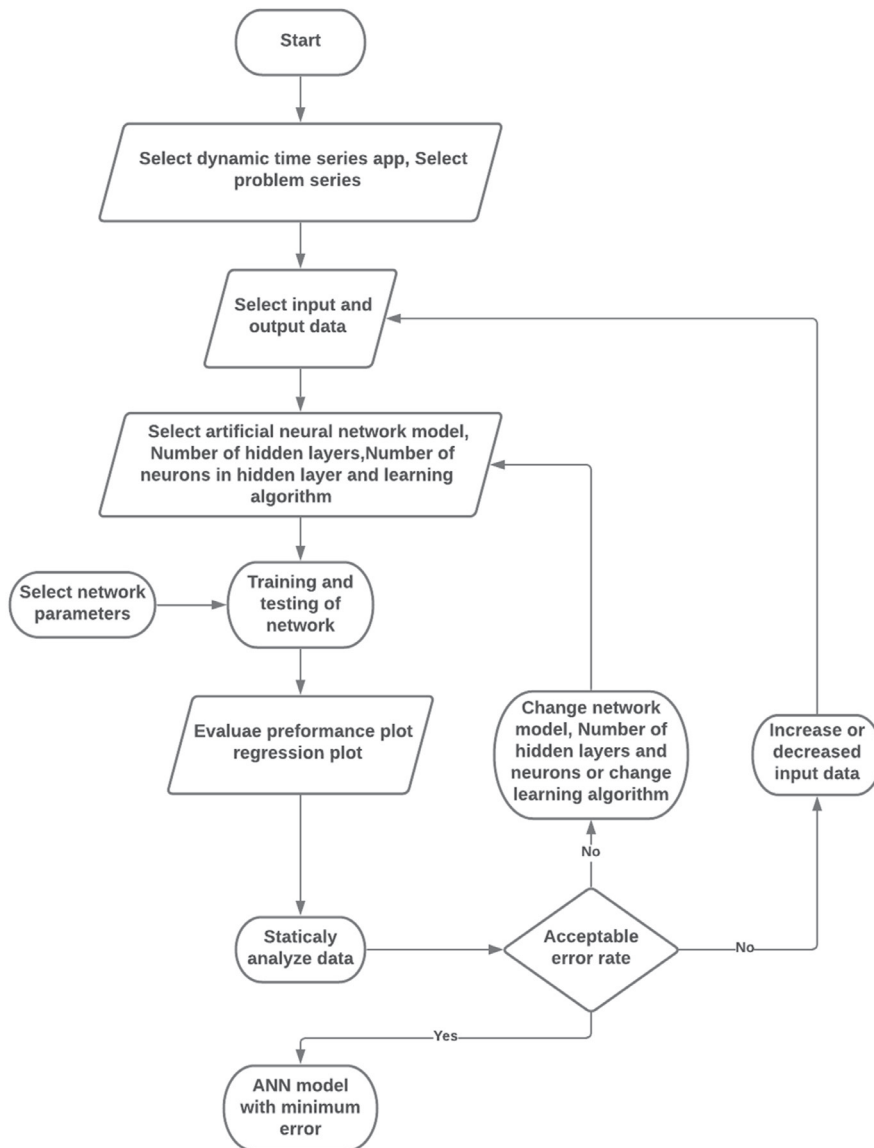 Start
Select dynamic time series app, Select
problem series
Select input and
output data
Select artificial neural network model,
Number of hidden layers,Number of
neurons in hidden layer and learning
algorithm
Select network
parameters
Training and
testing of
network
Evaluae preformance plot
regression plot
Change network
model, Number of
hidden layers and
neurons or change
learning algorithm
Increase or
decreased
input data
No
Staticaly
analyze data
Acceptable
error rate
No
Yes
ANN model
with minimum
error